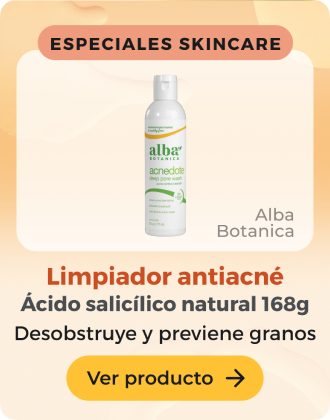 ESPECIALES SKINCARE
alba
BOTANICA
acnedote
deep pore wash
Alba
Botanica
Limpiador antiacné
Ácido salicílico natural 168g
Desobstruye y previene granos
Ver producto →